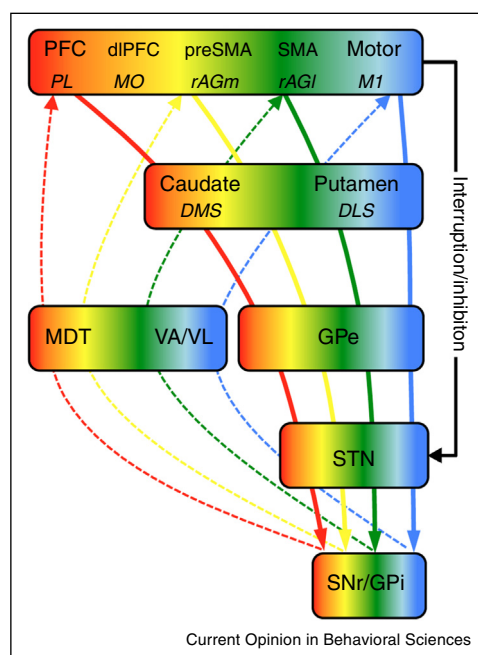 PFC dlPFC preSMA SMA Motor
PL MO rAGm rAGl M1
Caudate Putamen
DMS DLS
Interruption/inhibiton
MDT VA/VL GPe
STN
SNr/GPi
Current Opinion in Behavioral Sciences